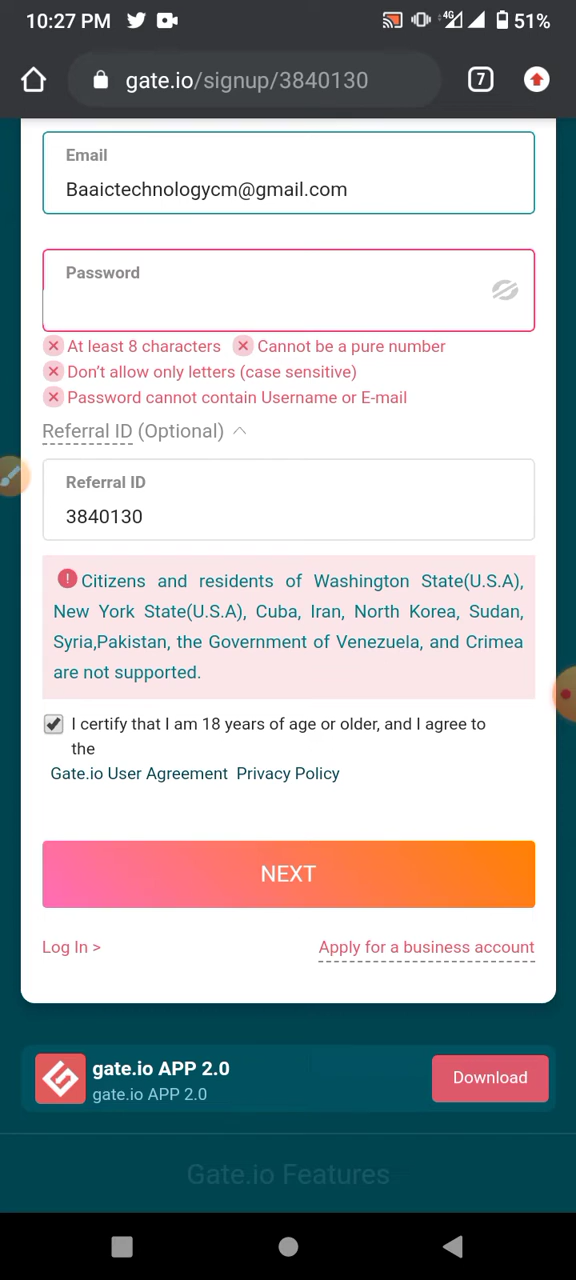 10:27 PM
4G
51%
gate.io/signup/3840130
7
Email
Baaictechnologycm@gmail.com
Password
At least 8 characters Cannot be a pure number
Don't allow only letters (case sensitive)
Password cannot contain Username or E-mail
Referral ID (Optional)
Referral ID
3840130
Citizens and residents of Washington State(U.S.A),
New York State(U.S.A), Cuba, Iran, North Korea, Sudan,
Syria,Pakistan, the Government of Venezuela, and Crimea
are not supported.
I certify that I am 18 years of age or older, and I agree to
the
Gate.io User Agreement Privacy Policy
NEXT
Log In >
Apply for a business account
gate.io APP 2.0
gate.io APP 2.0
Download
Gate.io Features